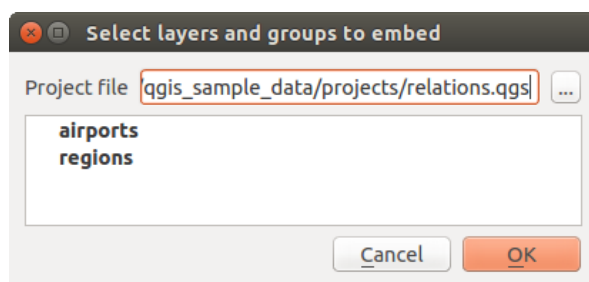 Select layers and groups to embed
Project file qgis_sample_data/projects/relations.qgs ...
airports
regions
Cancel OK